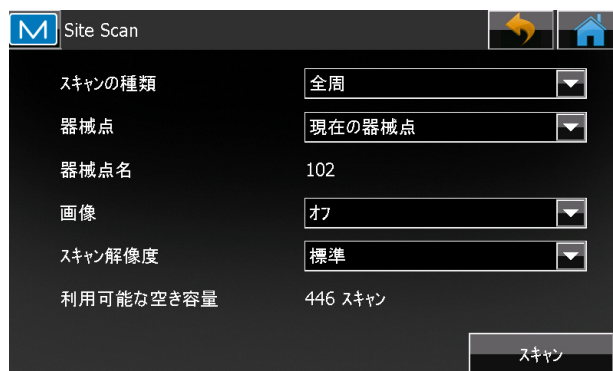 M Site Scan
ｽｷｬﾝの種類 全周
器械点 現在の器械点
器械点名 102
画像 ｵﾌ
ｽｷｬﾝ解像度 標準
利用可能な空き容量 446 ｽｷｬﾝ
ｽｷｬﾝ